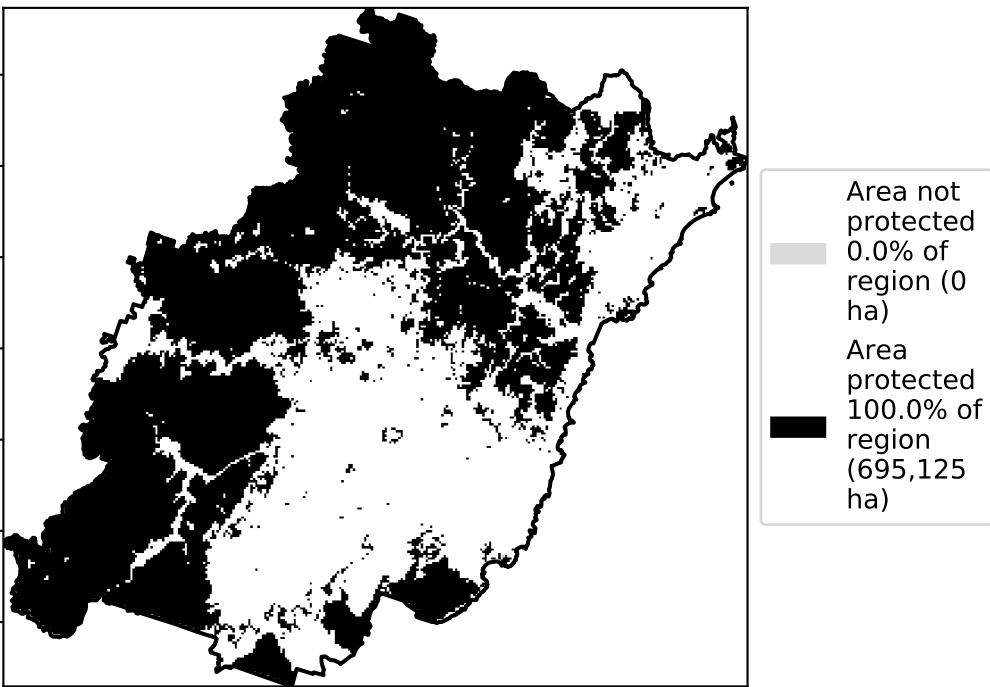 Area not
protected
0.0% of
region (0
ha)
Area
protected
100.0% of
region
(695,125
ha)